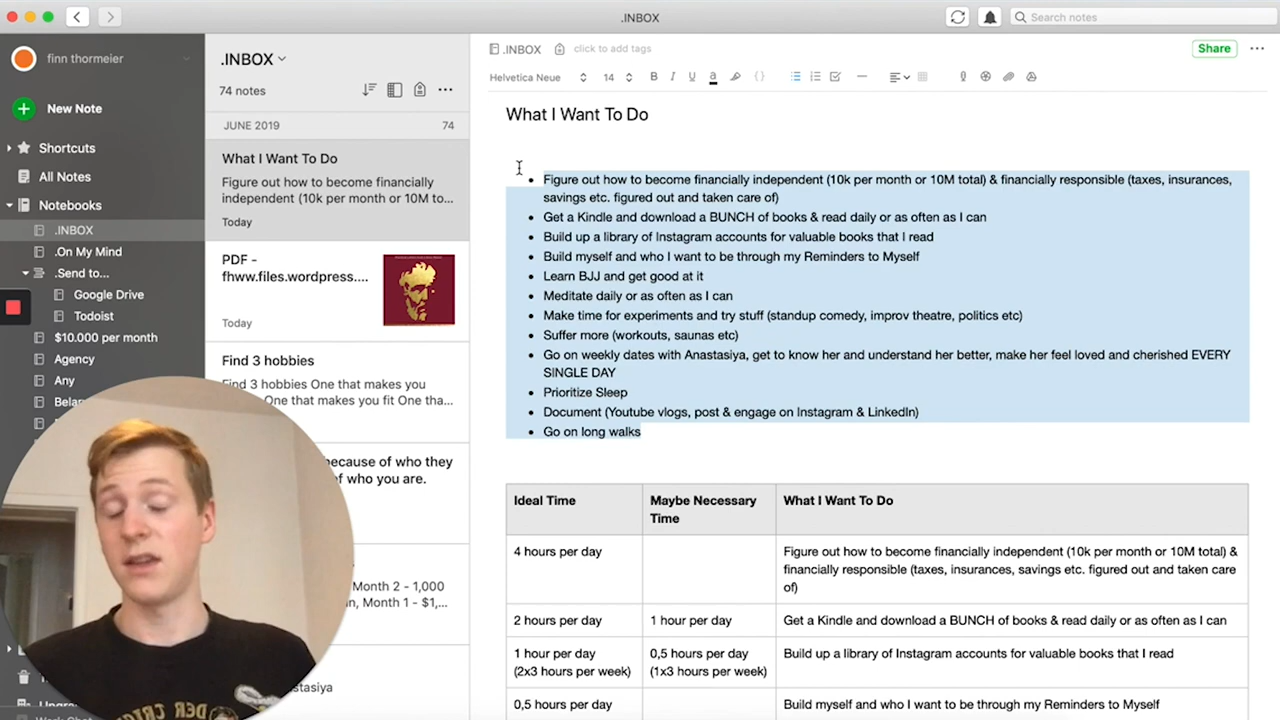 .INBOX
Search notes
finn thormeier
New Note
Shortcuts
All Notes
Notebooks
.INBOX
.On My Mind
.Send to...
Google Drive
Todoist
$10.000 per month
Agency
Any
.INBOX
74 notes
JUNE 2019 74
What I Want To Do
Figure out how to become financially
independent (10k per month or 10M to...
Today
PDF -
fhww.files.wordpress....
Today
Find 3 hobbies
Find 3 hobbies One that makes you
One that makes you fit One tha...
because of who they
of who you are.
Month 2 - 1,000
Month 1 - $1,...
.INBOX click to add tags
Share
Helvetica Neue 14 B I U a
What I Want To Do
• Figure out how to become financially independent (10k per month or 10M total) & financially responsible (taxes, insurances,
savings etc. figured out and taken care of)
• Get a Kindle and download a BUNCH of books & read daily or as often as I can
• Build up a library of Instagram accounts for valuable books that I read
• Build myself and who I want to be through my Reminders to Myself
• Learn BJJ and get good at it
• Meditate daily or as often as I can
• Make time for experiments and try stuff (standup comedy, improv theatre, politics etc)
• Suffer more (workouts, saunas etc)
• Go on weekly dates with Anastasiya, get to know her and understand her better, make her feel loved and cherished EVERY
SINGLE DAY
• Prioritize Sleep
• Document (Youtube vlogs, post & engage on Instagram & LinkedIn)
• Go on long walks
Ideal Time
Maybe Necessary
Time
What I Want To Do
4 hours per day
Figure out how to become financially independent (10k per month or 10M total) &
financially responsible (taxes, insurances, savings etc. figured out and taken care
of)
2 hours per day
1 hour per day
Get a Kindle and download a BUNCH of books & read daily or as often as I can
1 hour per day
(2x3 hours per week)
0,5 hours per day
(1x3 hours per week)
Build up a library of Instagram accounts for valuable books that I read
0,5 hours per day
Build myself and who I want to be through my Reminders to Myself